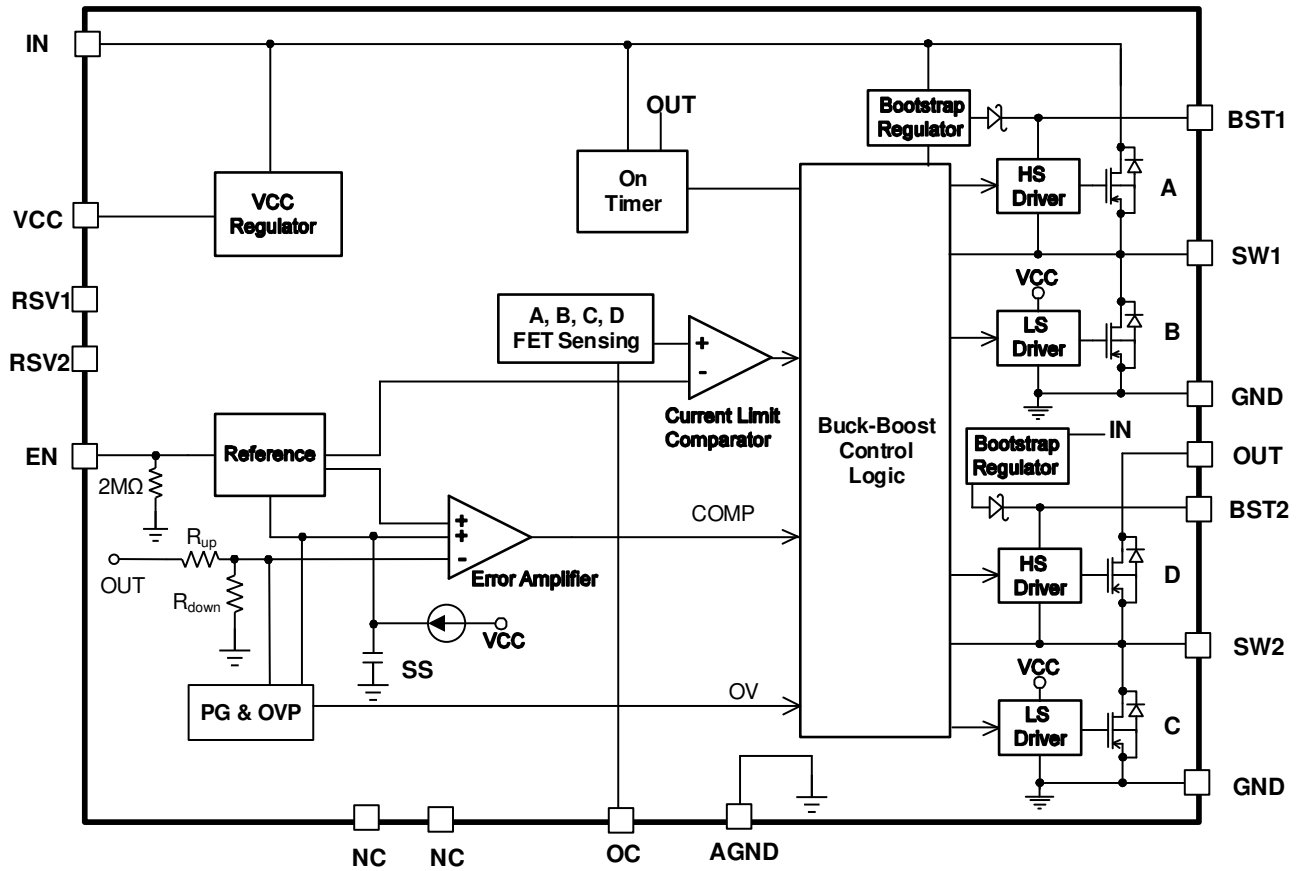 IN
OUT
Bootstrap
Regulator
BST1
On
Timer
HS
Driver
A
VCC
Regulator
VCC
SW1
RSV1
VCC
A, B, C, D
FET Sensing
+
-
LS
Driver
B
RSV2
GND
Current Limit
Comparator
Buck-Boost
Control
Logic
IN
Bootstrap
Regulator
OUT
EN
Reference
2MΩ
BST2
+
+
-
COMP
Rup
OUT
Error Amplifier
HS
Driver
D
Rdown
VCC
SW2
SS
VCC
PG & OVP
OV
LS
Driver
C
GND
NC
NC
OC
AGND